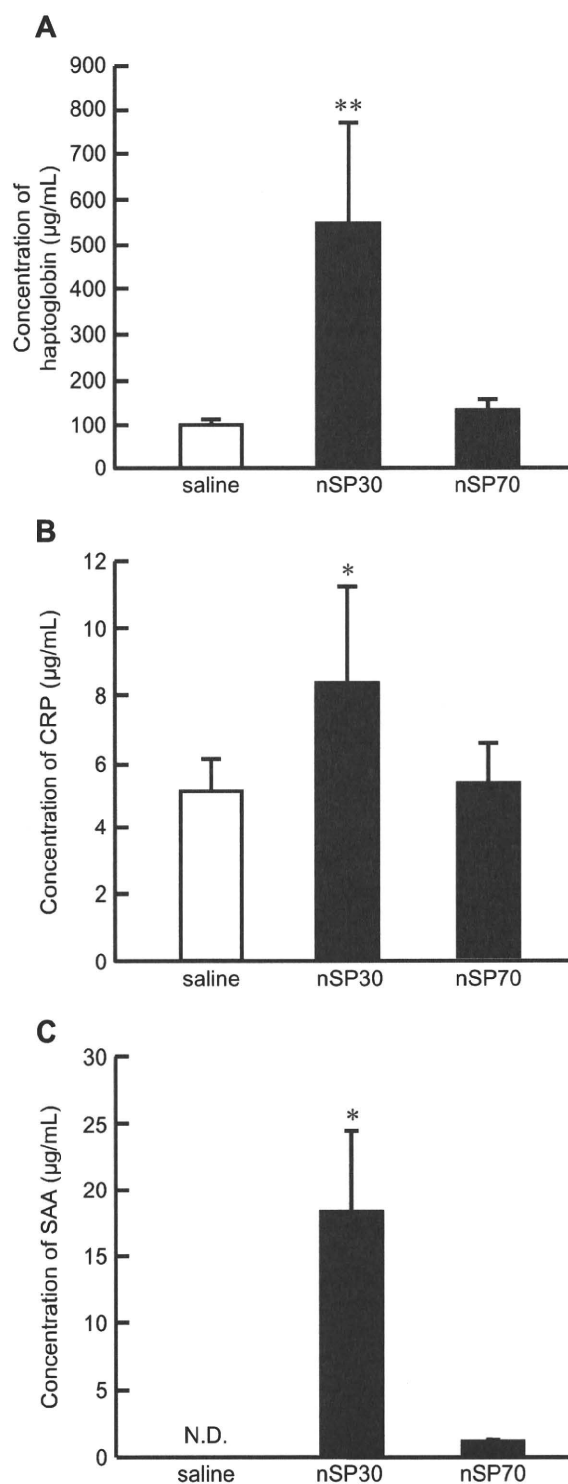 A
900
800
700
600
500
400
300
200
100
0
Concentration of
haptoglobin (µg/mL)
**
saline nSP30 nSP70
B
12
10
8
6
4
2
0
Concentration of CRP (µg/mL)
*
saline nSP30 nSP70
C
30
25
20
15
10
5
0
Concentration of SAA (µg/mL)
*
N.D.
saline nSP30 nSP70